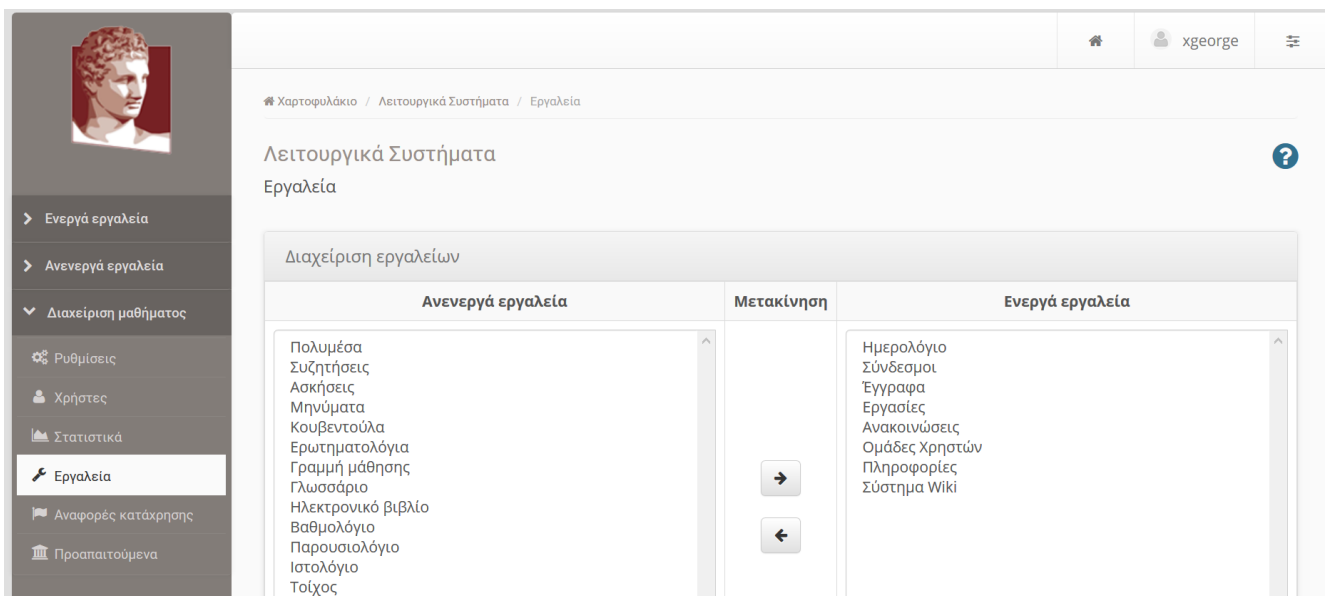 xgeorge
Χαρτοφυλάκιο / Λειτουργικά Συστήματα / Εργαλεία
Λειτουργικά Συστήματα
?
Εργαλεία
Ενεργά εργαλεία
Ανενεργά εργαλεία
Διαχείριση μαθήματος
Ρυθμίσεις
Χρήστες
Στατιστικά
Εργαλεία
Αναφορές κατάχρησης
Προαπαιτούμενα
Διαχείριση εργαλείων
Ανενεργά εργαλεία
Μετακίνηση
Ενεργά εργαλεία
Πολυμέσα
Συζητήσεις
Ασκήσεις
Μηνύματα
Κουβεντούλα
Ερωτηματολόγια
Γραμμή μάθησης
Γλωσσάριο
Ηλεκτρονικό βιβλίο
Βαθμολόγιο
Παρουσιολόγιο
Ιστολόγιο
Τοίχος
Ημερολόγιο
Σύνδεσμοι
Έγγραφα
Εργασίες
Ανακοινώσεις
Ομάδες Χρηστών
Πληροφορίες
Σύστημα Wiki